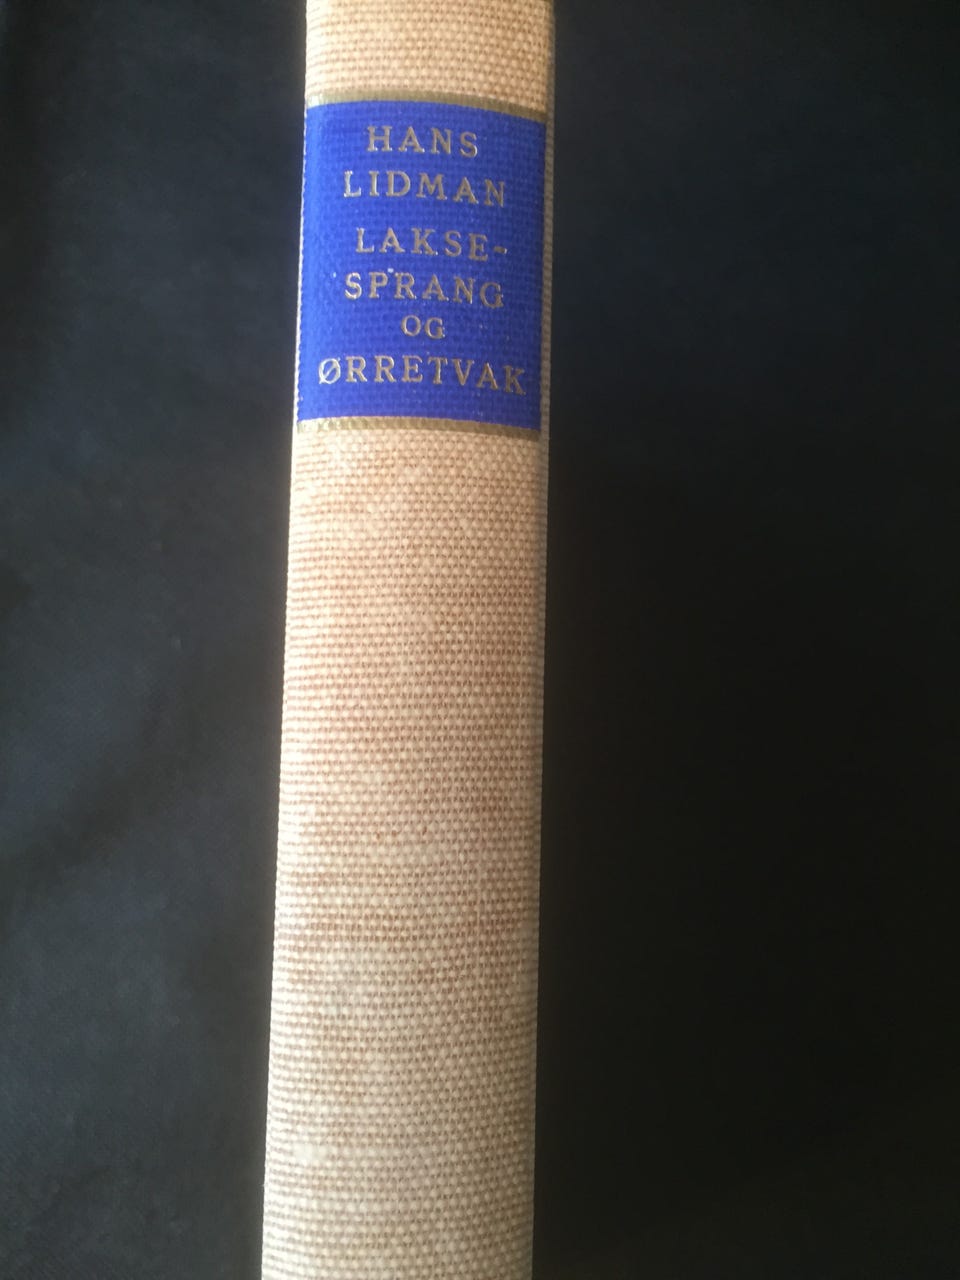 HANS
LIDMAN
LAKSE-
SPRANG
OG
ØRRETVAK